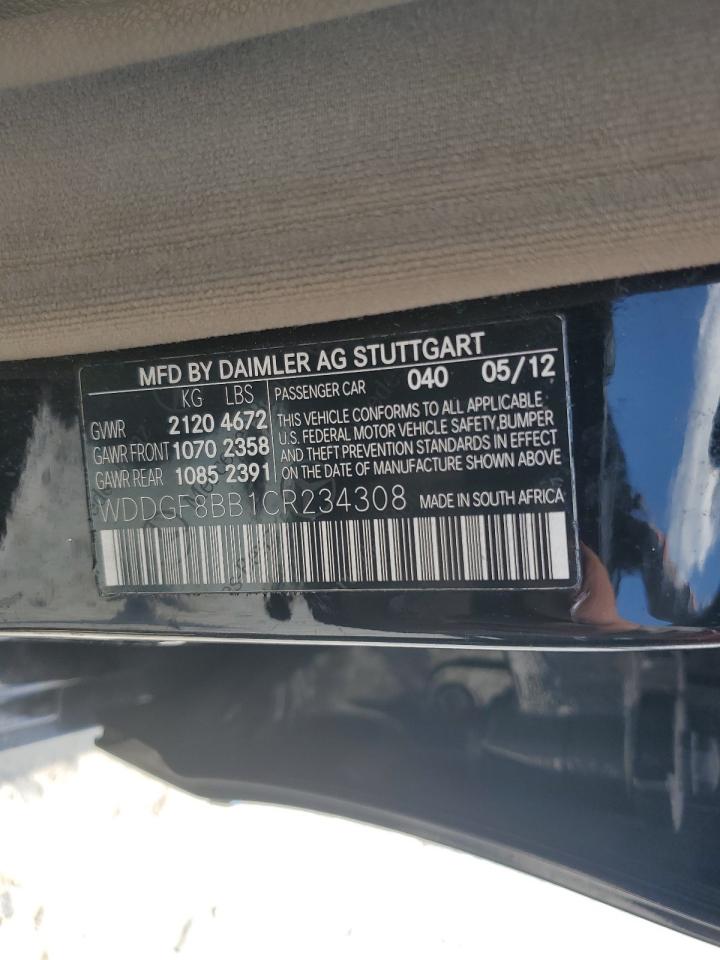 MFD BY DAIMLER AG STUTTGART
KG LBS PASSENGER CAR 040 05/12
GVWR 2120 4672
GAWR FRONT 1070 2358
GAWR REAR 1085 2391
THIS VEHICLE CONFORMS TO ALL APPLICABLE
U.S. FEDERAL MOTOR VEHICLE SAFETY, BUMPER
AND THEFT PREVENTION STANDARDS IN EFFECT
ON THE DATE OF MANUFACTURE SHOWN ABOVE
WDDGF8BB1CR234308 MADE IN SOUTH AFRICA